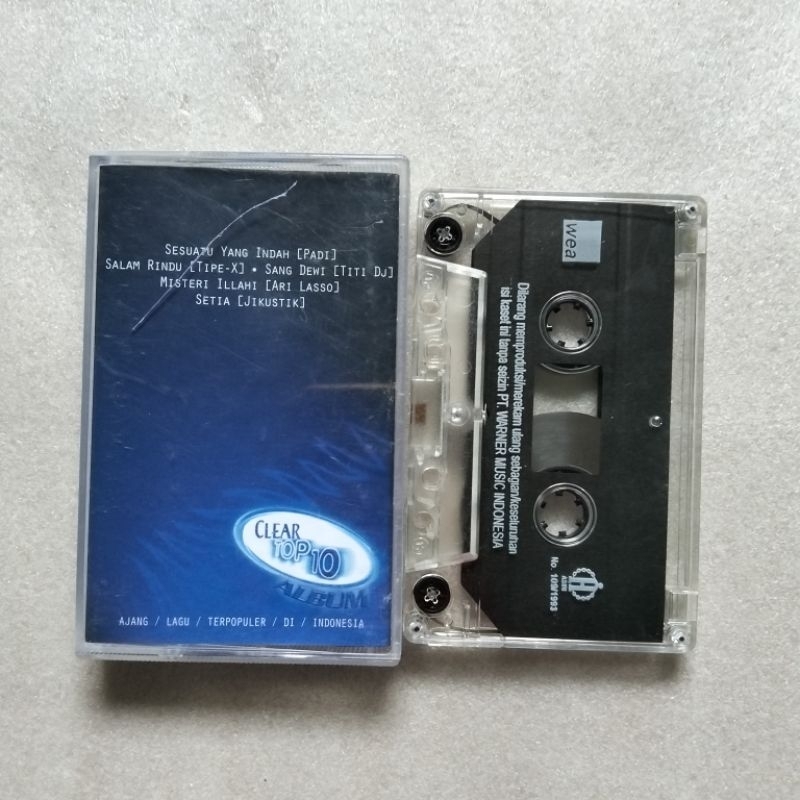 SESUATU YANG INDAH [PADI]
SALAM RINDU [TIPE-X] • SANG DEWI [TITI DJ]
MISTERI ILLAHI [ARI LASSO]
SETIA [JIKUSTIK]
CLEAR
TOP 10
ALBUM
AJANG / LAGU / TERPOPULER / DI / INDONESIA
wea
Dilarang memproduksi/merekam ulang sebagian/keseluruhan
isi kaset ini tanpa seizin PT. WARNER MUSIC INDONESIA
ASIRI
No. 109/1993